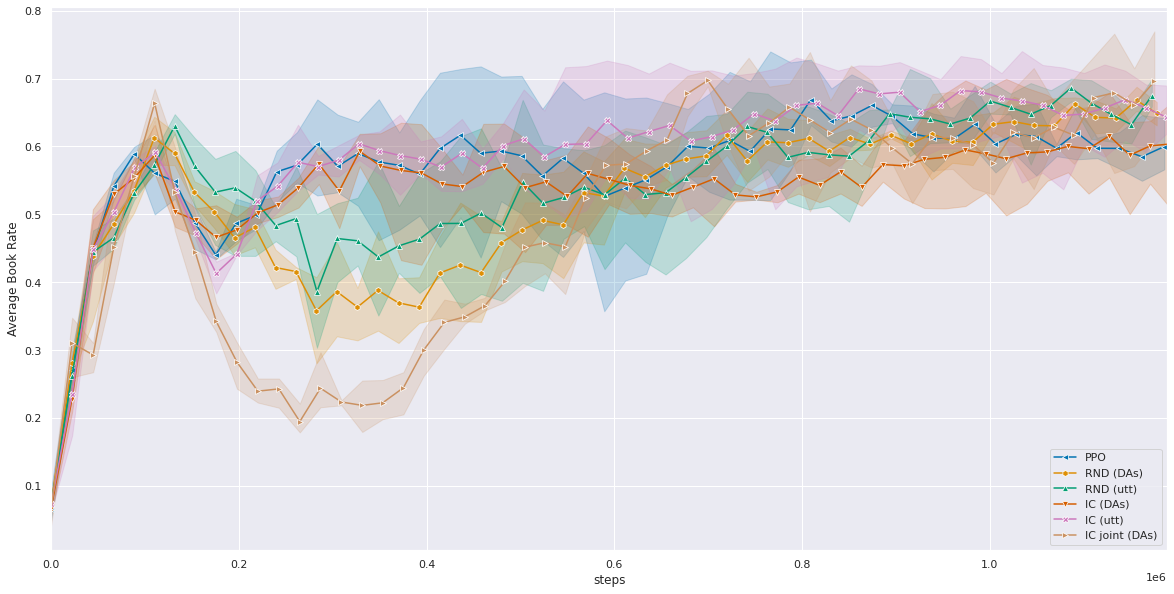 0.8
0.7
0.6
0.5
0.4
0.3
0.2
0.1
Average Book Rate
0.0
0.2
0.4
0.6
0.8
1.0
1e6
steps
PPO
RND (DAs)
RND (utt)
IC (DAs)
IC (utt)
IC joint (DAs)